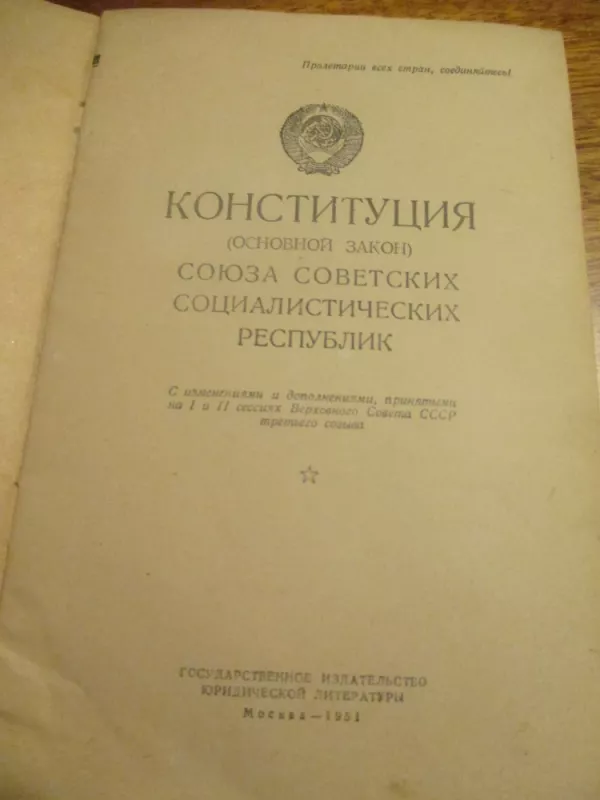 Пролетарии всех стран, соединяйтесь!
КОНСТИТУЦИЯ
(ОСНОВНОЙ ЗАКОН)
СОЮЗА СОВЕТСКИХ
СОЦИАЛИСТИЧЕСКИХ
РЕСПУБЛИК
С изменениями и дополнениями, принятыми
на I и II сессиях Верховного Совета СССР
третьего созыва
ГОСУДАРСТВЕННОЕ ИЗДАТЕЛЬСТВО
ЮРИДИЧЕСКОЙ ЛИТЕРАТУРЫ
Москва — 1951